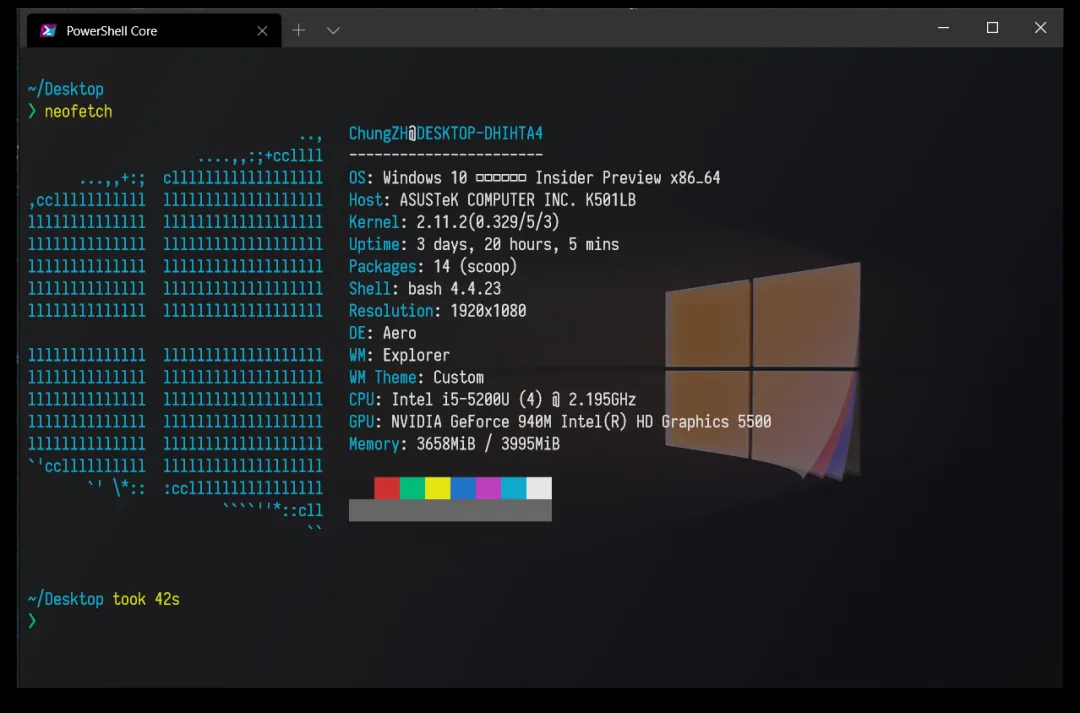 PowerShell Core
~/Desktop
❯ neofetch
..,
....,,:;+ccllll
...,,+:;  cllllllllllllllllll
,cclllllllllll  lllllllllllllllllll
llllllllllllll  lllllllllllllllllll
llllllllllllll  lllllllllllllllllll
llllllllllllll  lllllllllllllllllll
llllllllllllll  lllllllllllllllllll
llllllllllllll  lllllllllllllllllll
llllllllllllll  lllllllllllllllllll
llllllllllllll  lllllllllllllllllll
llllllllllllll  lllllllllllllllllll
llllllllllllll  lllllllllllllllllll
llllllllllllll  lllllllllllllllllll
`'ccllllllllll  lllllllllllllllllll
`' \*::  :ccllllllllllllllll
````''*::cll
``
ChungZH@DESKTOP-DHIHTA4
-----------------------
OS: Windows 10 □□□□□□ Insider Preview x86_64
Host: ASUSTeK COMPUTER INC. K501LB
Kernel: 2.11.2(0.329/5/3)
Uptime: 3 days, 20 hours, 5 mins
Packages: 14 (scoop)
Shell: bash 4.4.23
Resolution: 1920x1080
DE: Aero
WM: Explorer
WM Theme: Custom
CPU: Intel i5-5200U (4) @ 2.195GHz
GPU: NVIDIA GeForce 940M Intel(R) HD Graphics 5500
Memory: 3658MiB / 3995MiB
~/Desktop took 42s
❯